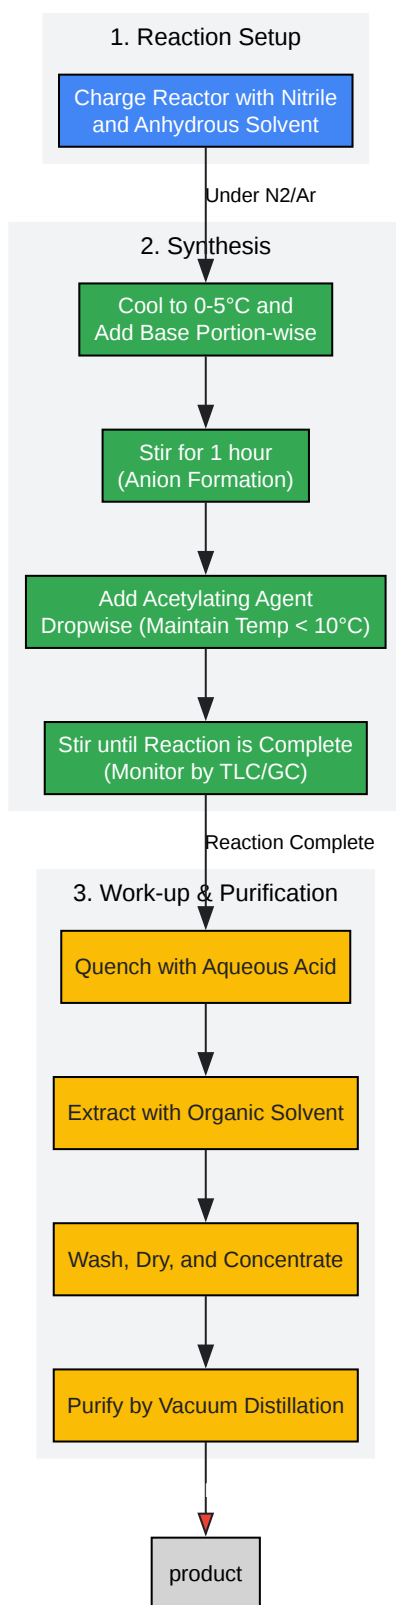 1. Reaction Setup
Charge Reactor with Nitrile
and Anhydrous Solvent
Under N2/Ar
2. Synthesis
Cool to 0-5°C and
Add Base Portion-wise
Stir for 1 hour
(Anion Formation)
Add Acetylating Agent
Dropwise (Maintain Temp < 10°C)
Stir until Reaction is Complete
(Monitor by TLC/GC)
Reaction Complete
3. Work-up & Purification
Quench with Aqueous Acid
Extract with Organic Solvent
Wash, Dry, and Concentrate
Purify by Vacuum Distillation
product